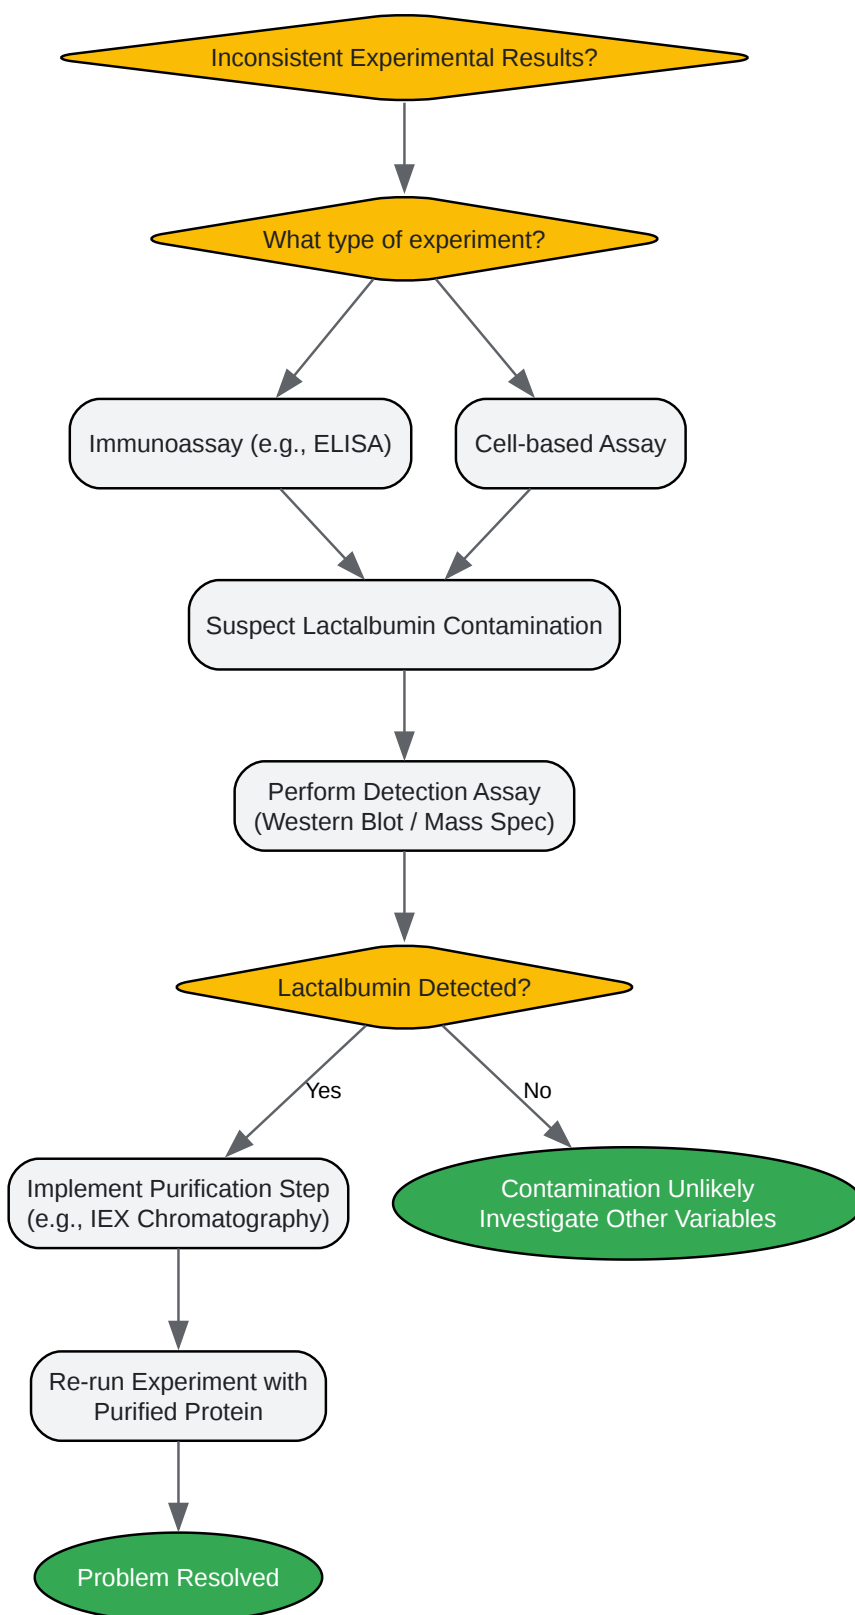 Inconsistent Experimental Results?
What type of experiment?
Immunoassay (e.g., ELISA)
Cell-based Assay
Suspect Lactalbumin Contamination
Perform Detection Assay
(Western Blot / Mass Spec)
Lactalbumin Detected?
Yes
No
Implement Purification Step
(e.g., IEX Chromatography)
Contamination Unlikely
Investigate Other Variables
Re-run Experiment with
Purified Protein
Problem Resolved